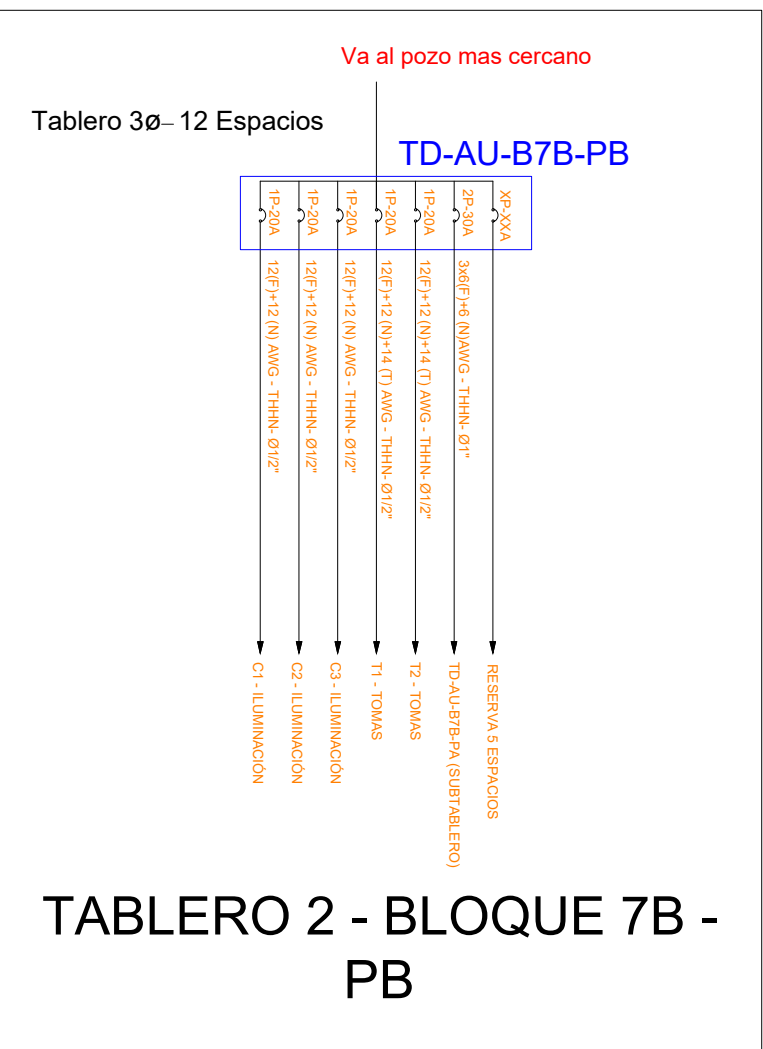 Va al pozo mas cercano
Tablero 3ø– 12 Espacios
TD-AU-B7B-PB
1P-20A
1P-20A
1P-20A
1P-20A
1P-20A
2P-30A
XP-XXA
12(F)+12 (N) AWG - THHN- Ø1/2"
12(F)+12 (N) AWG - THHN- Ø1/2"
12(F)+12 (N) AWG - THHN- Ø1/2"
12(F)+12 (N)+14 (T) AWG - THHN- Ø1/2"
12(F)+12 (N)+14 (T) AWG - THHN- Ø1/2"
3x6(F)+6 (N)AWG - THHN- Ø1"
C1 - ILUMINACIÓN
C2 - ILUMINACIÓN
C3 - ILUMINACIÓN
T1 - TOMAS
T2 - TOMAS
TD-AU-B7B-PA (SUBTABLERO)
RESERVA 5 ESPACIOS
TABLERO 2 - BLOQUE 7B -
PB